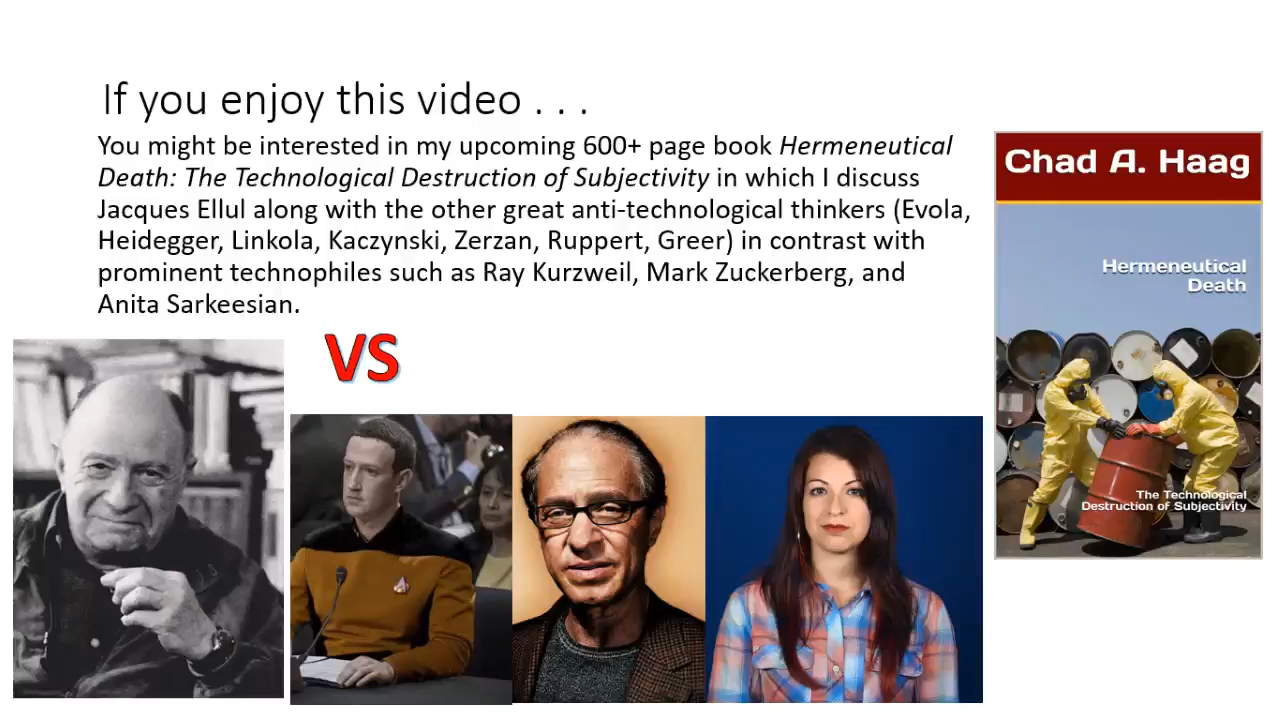 If you enjoy this video . . .
You might be interested in my upcoming 600+ page book Hermeneutical
Death: The Technological Destruction of Subjectivity in which I discuss
Jacques Ellul along with the other great anti-technological thinkers (Evola,
Heidegger, Linkola, Kaczynski, Zerzan, Ruppert, Greer) in contrast with
prominent technophiles such as Ray Kurzweil, Mark Zuckerberg, and
Anita Sarkeesian.
VS
Chad A. Haag
Hermeneutical
Death
The Technological
Destruction of Subjectivity